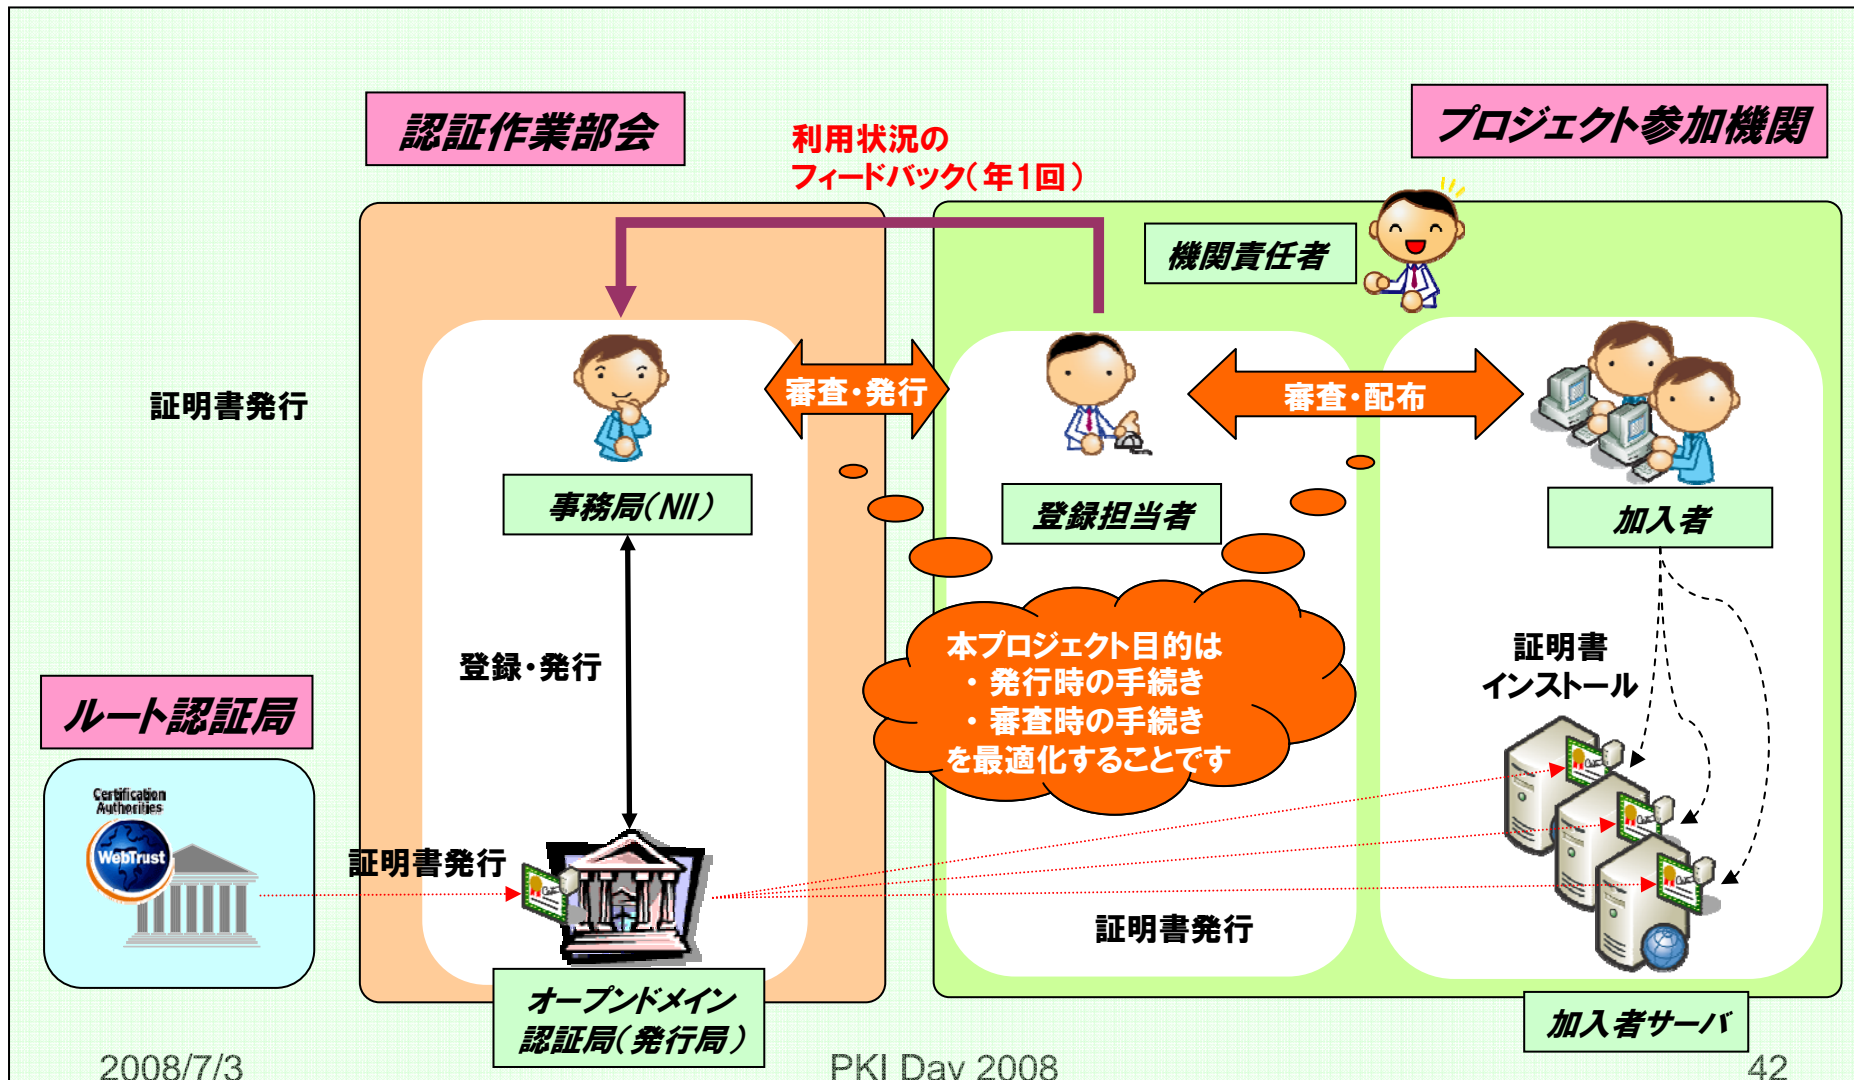 認証作業部会
プロジェクト参加機関
利用状況の
フィードバック(年1回)
機関責任者
証明書発行
審査・発行
審査・配布
事務局(NII)
登録担当者
加入者
登録・発行
本プロジェクト目的は
・発行時の手続き
・審査時の手続き
を最適化することです
証明書
インストール
ルート認証局
Certification
Authorities
WebTrust
証明書発行
証明書発行
オープンドメイン
認証局(発行局)
加入者サーバ
2008/7/3
PKI Day 2008
42